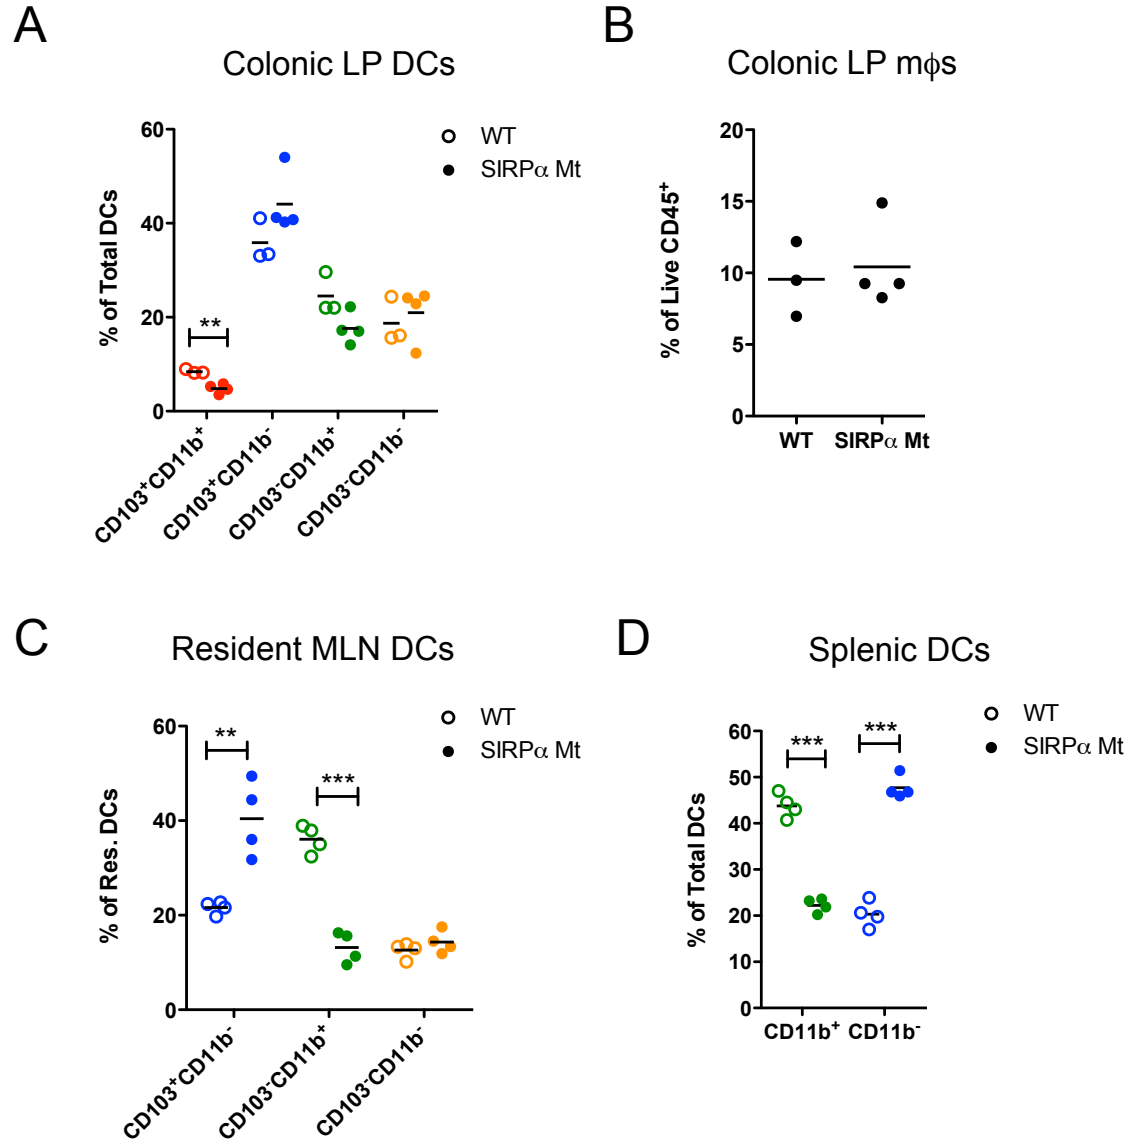 A
Colonic LP DCs
WT
SIRPα Mt
% of Total DCs
60
40
20
0
**
CD103⁺CD11b⁺
CD103⁺CD11b⁻
CD103⁻CD11b⁺
CD103⁻CD11b⁻
B
Colonic LP mϕs
% of Live CD45⁺
20
15
10
5
0
WT
SIRPα Mt
C
Resident MLN DCs
WT
SIRPα Mt
% of Res. DCs
60
40
20
0
**
***
CD103⁺CD11b⁻
CD103⁻CD11b⁺
CD103⁻CD11b⁻
D
Splenic DCs
WT
SIRPα Mt
% of Total DCs
60
50
40
30
20
10
0
***
***
CD11b⁺
CD11b⁻